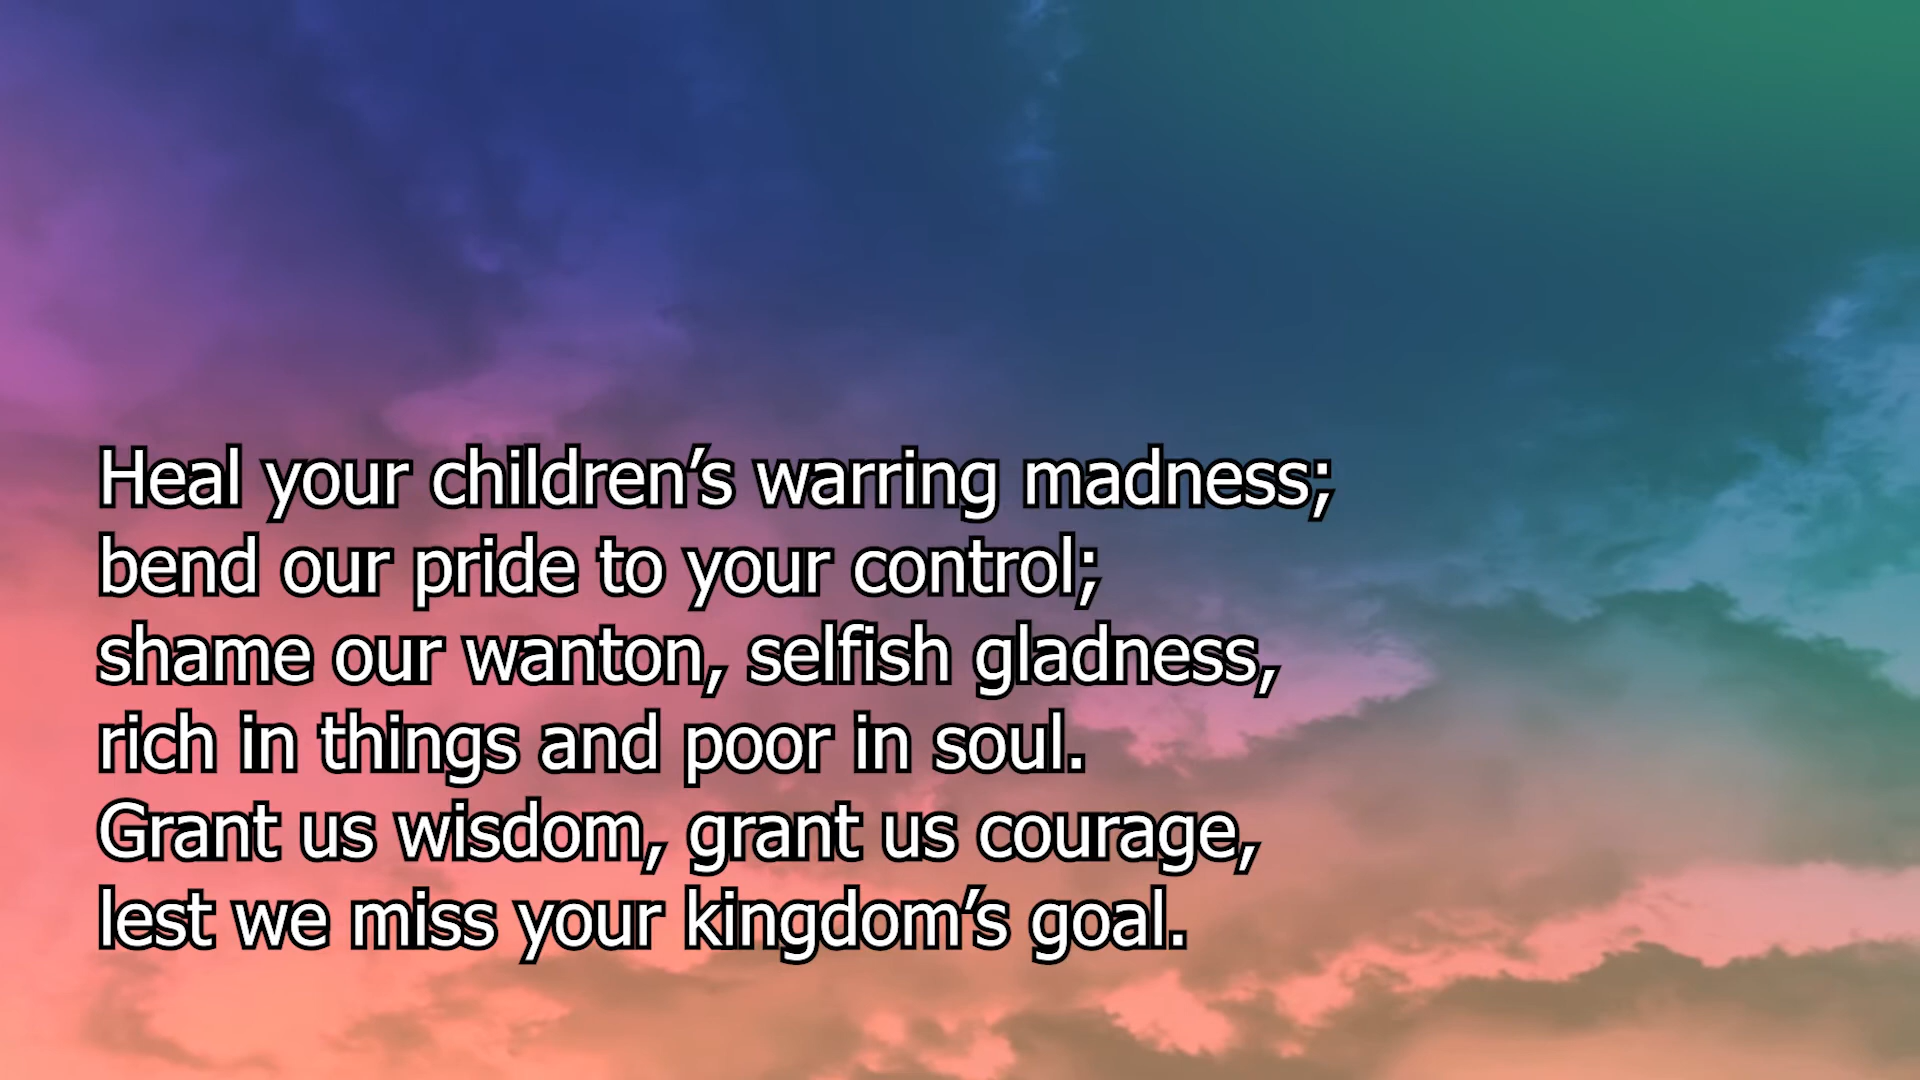 Heal your children’s warring madness;
bend our pride to your control;
shame our wanton, selfish gladness,
rich in things and poor in soul.
Grant us wisdom, grant us courage,
lest we miss your kingdom’s goal.